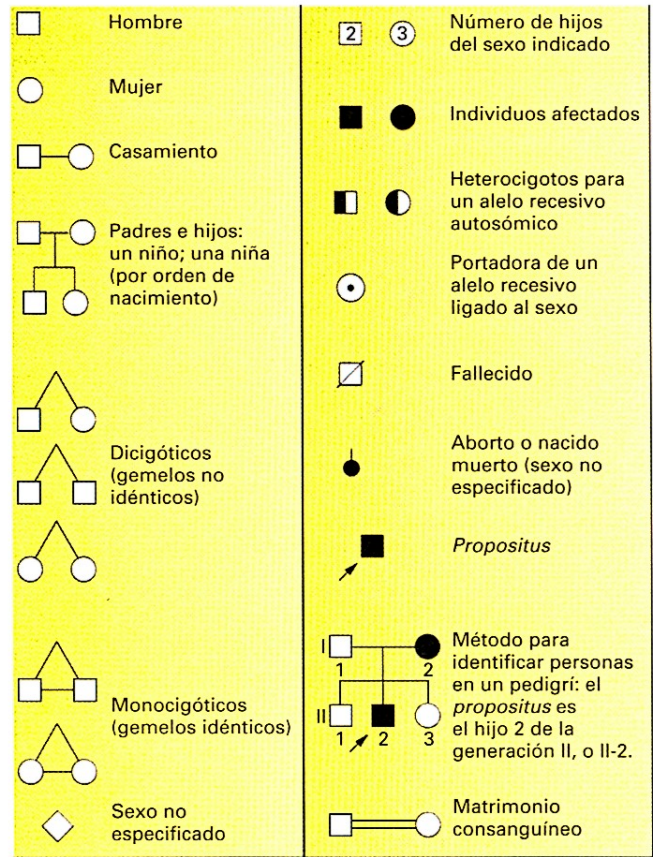 Hombre
Mujer
Casamiento
Padres e hijos:
un niño; una niña
(por orden de
nacimiento)
Dicigóticos
(gemelos no
idénticos)
Monocigóticos
(gemelos idénticos)
Sexo no
especificado
2 3
Número de hijos
del sexo indicado
Individuos afectados
Heterocigotos para
un alelo recesivo
autosómico
Portadora de un
alelo recesivo
ligado al sexo
Fallecido
Aborto o nacido
muerto (sexo no
especificado)
Propositus
I
1 2
II
1 2 3
Método para
identificar personas
en un pedigrí: el
propositus es
el hijo 2 de la
generación II, o II-2.
Matrimonio
consanguíneo